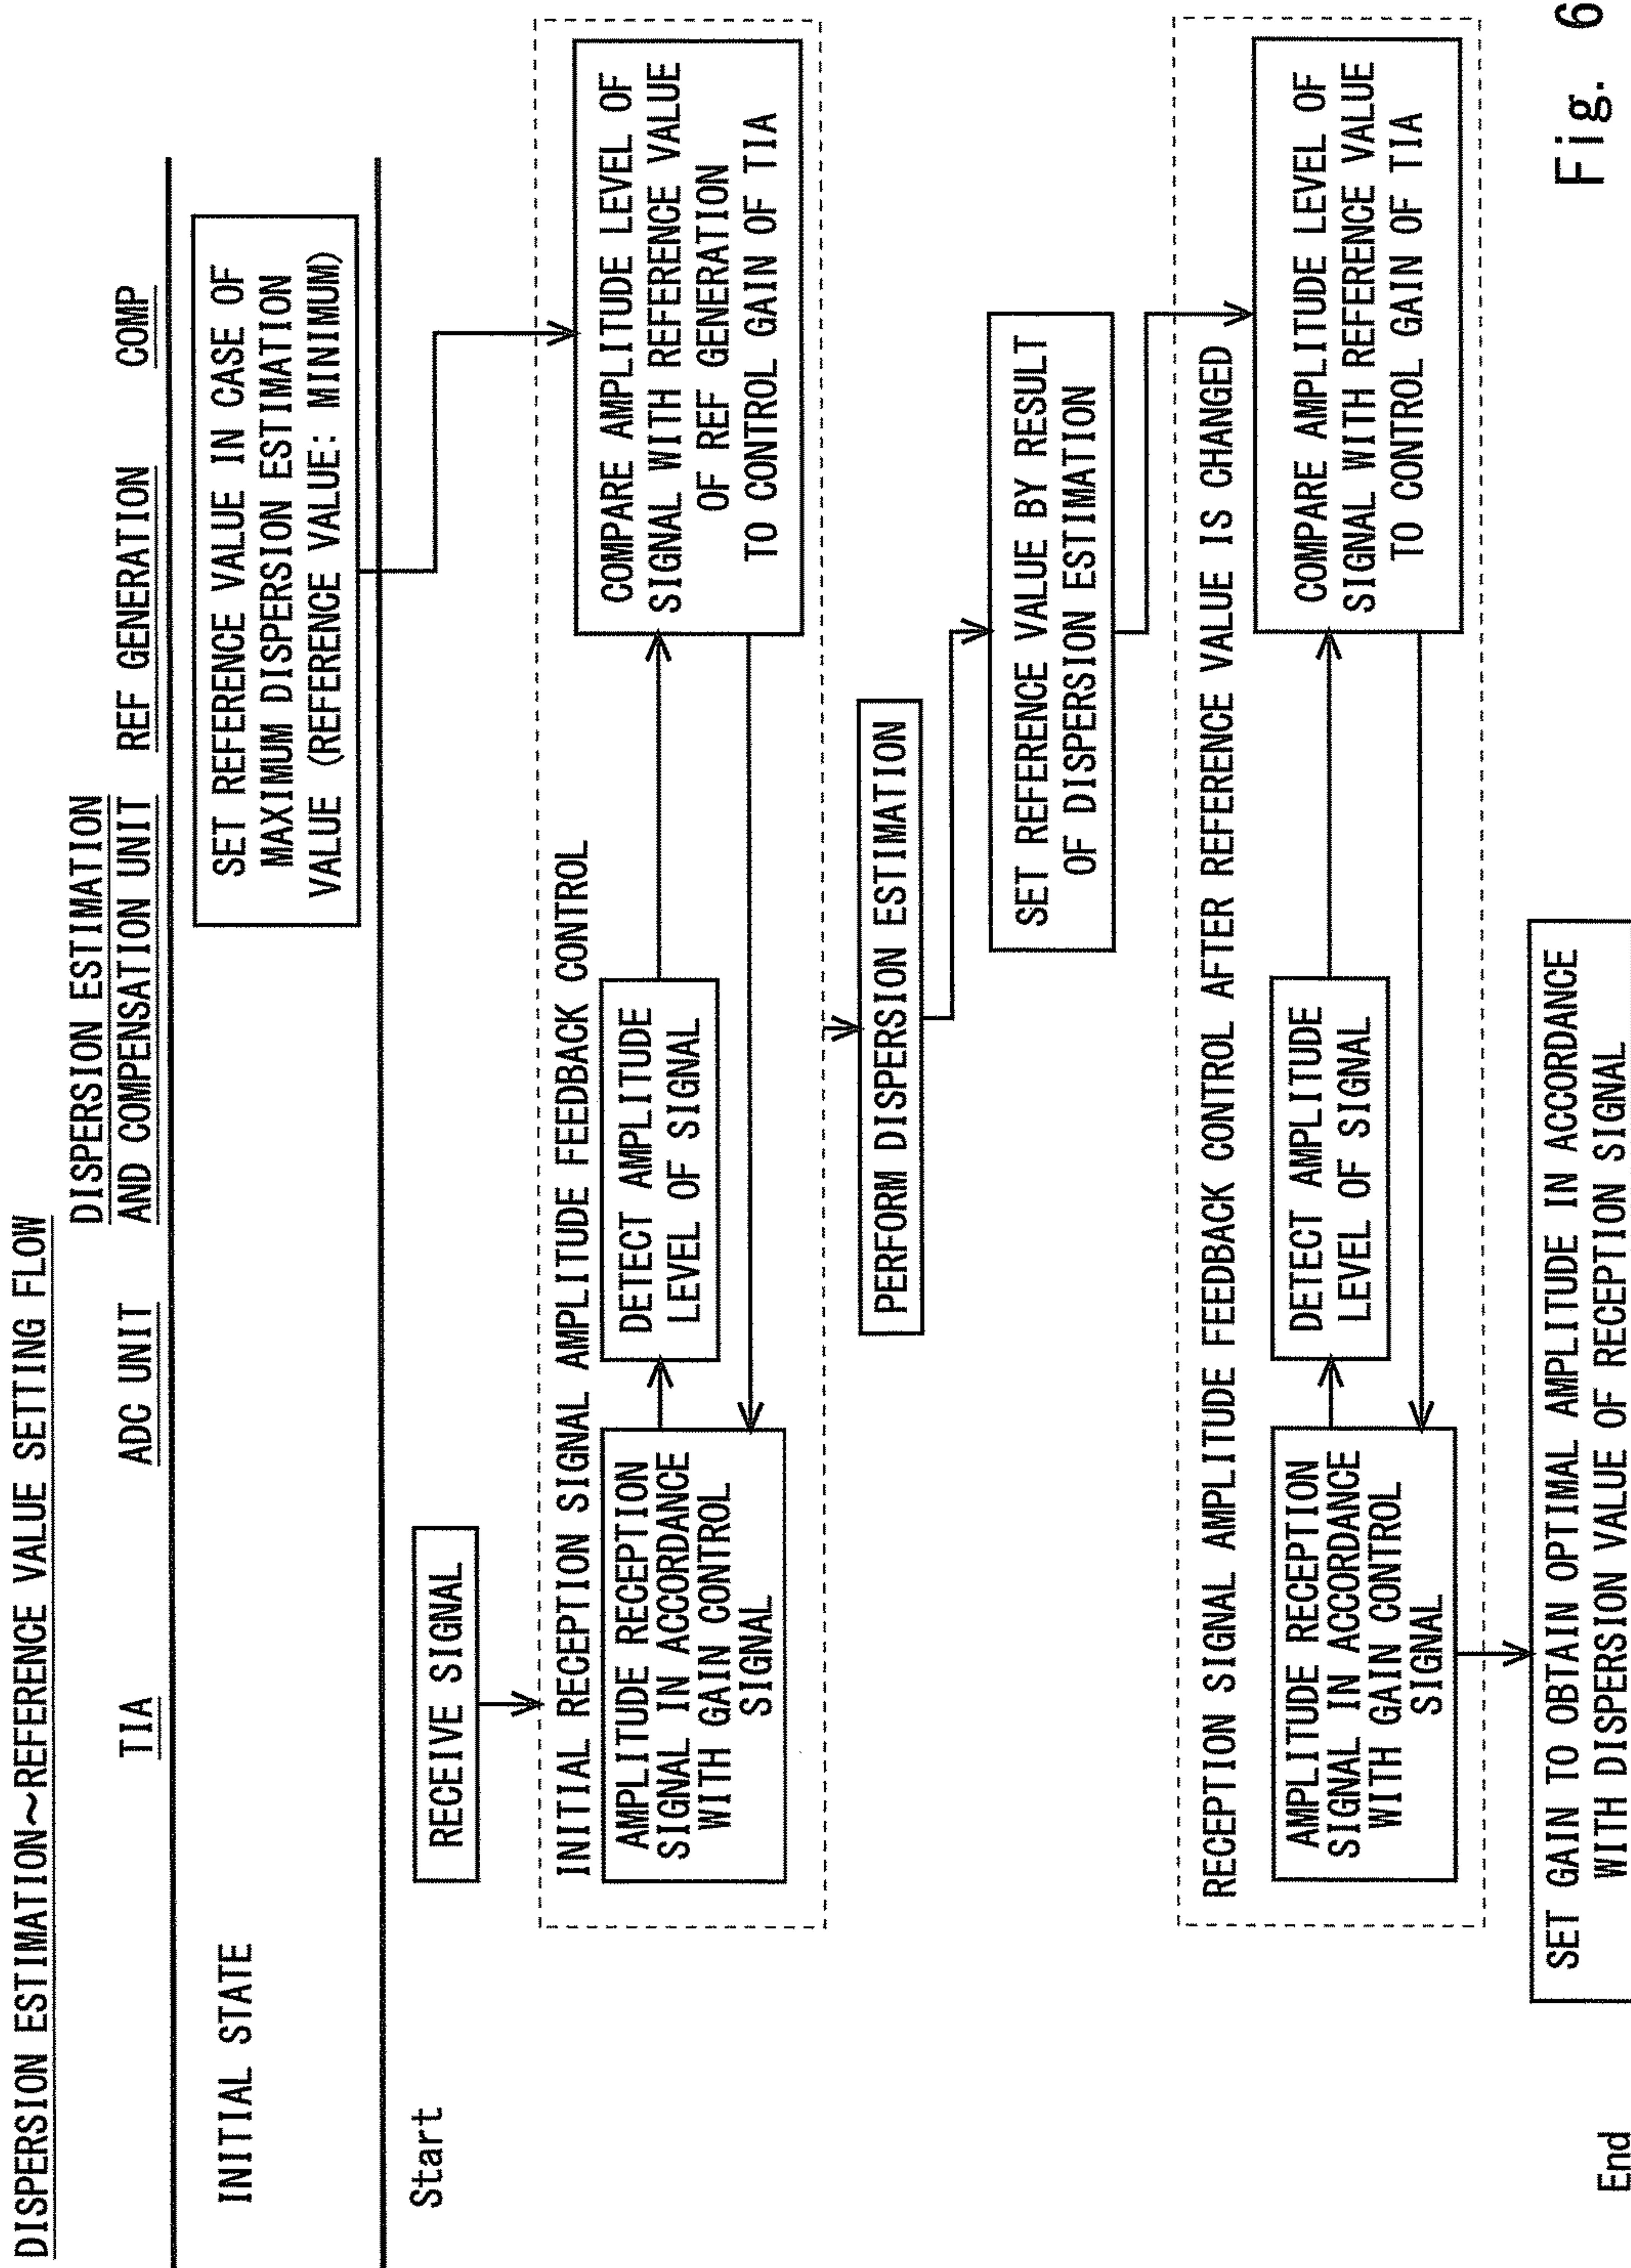 DISPERSION ESTIMATION~REFERENCE VALUE SETTING FLOW
TIA
ADC UNIT
DISPERSION ESTIMATION
AND COMPENSATION UNIT
REF GENERATION
COMP
INITIAL STATE
SET REFERENCE VALUE IN CASE OF
MAXIMUM DISPERSION ESTIMATION
VALUE (REFERENCE VALUE: MINIMUM)
Start
RECEIVE SIGNAL
INITIAL RECEPTION SIGNAL AMPLITUDE FEEDBACK CONTROL
AMPLITUDE RECEPTION
SIGNAL IN ACCORDANCE
WITH GAIN CONTROL
SIGNAL
DETECT AMPLITUDE
LEVEL OF SIGNAL
COMPARE AMPLITUDE LEVEL OF
SIGNAL WITH REFERENCE VALUE
OF REF GENERATION
TO CONTROL GAIN OF TIA
PERFORM DISPERSION ESTIMATION
SET REFERENCE VALUE BY RESULT
OF DISPERSION ESTIMATION
RECEPTION SIGNAL AMPLITUDE FEEDBACK CONTROL AFTER REFERENCE VALUE IS CHANGED
AMPLITUDE RECEPTION
SIGNAL IN ACCORDANCE
WITH GAIN CONTROL
SIGNAL
DETECT AMPLITUDE
LEVEL OF SIGNAL
COMPARE AMPLITUDE LEVEL OF
SIGNAL WITH REFERENCE VALUE
TO CONTROL GAIN OF TIA
SET GAIN TO OBTAIN OPTIMAL AMPLITUDE IN ACCORDANCE
WITH DISPERSION VALUE OF RECEPTION SIGNAL
End
Fig. 6